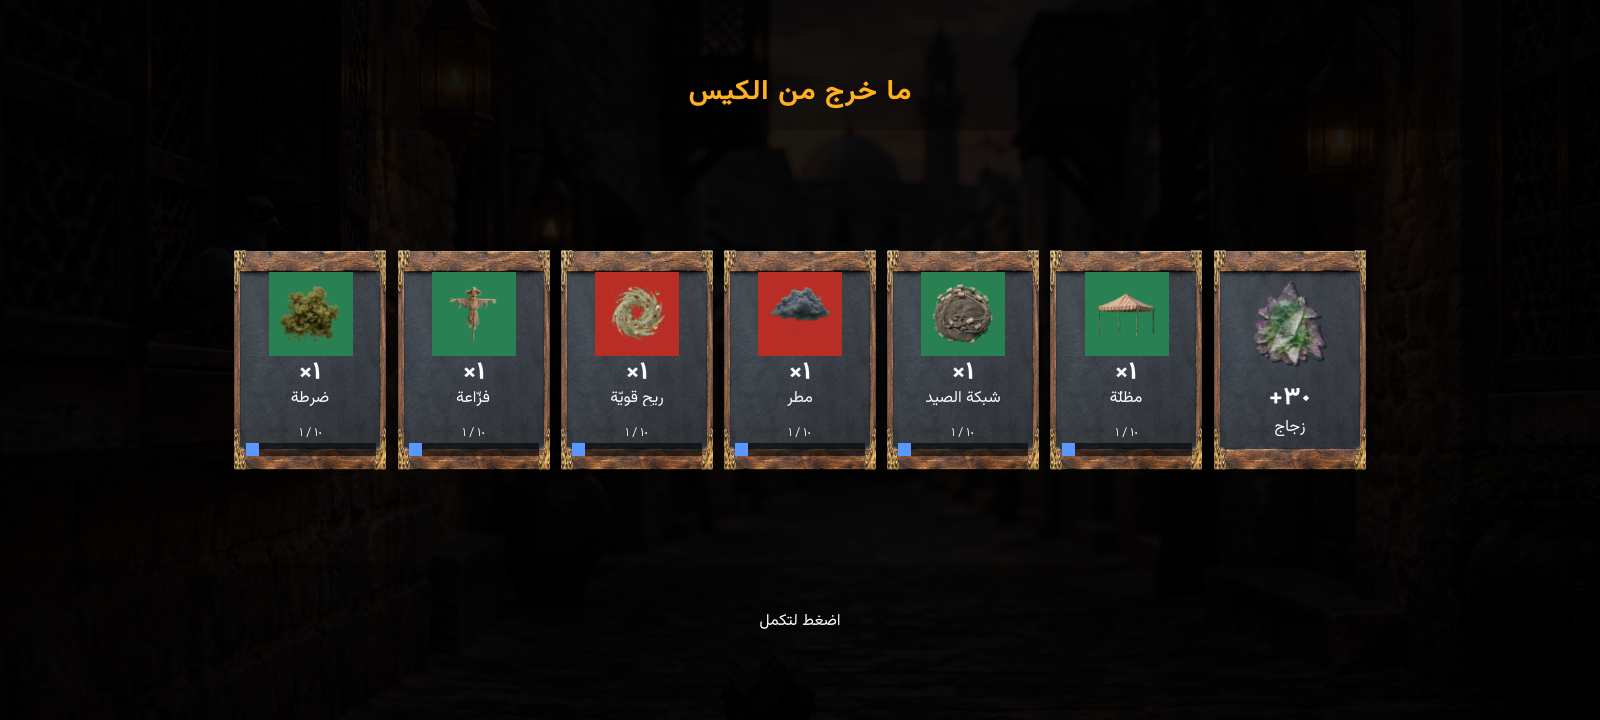 ما خرج من الكيس
+٣٠
زجاج
×١
مظلّة
١ / ١٠
×١
شبكة الصيد
١ / ١٠
×١
مطر
١ / ١٠
×١
ريح قويّة
١ / ١٠
×١
فزّاعة
١ / ١٠
×١
ضرطة
١ / ١٠
اضغط لتكمل